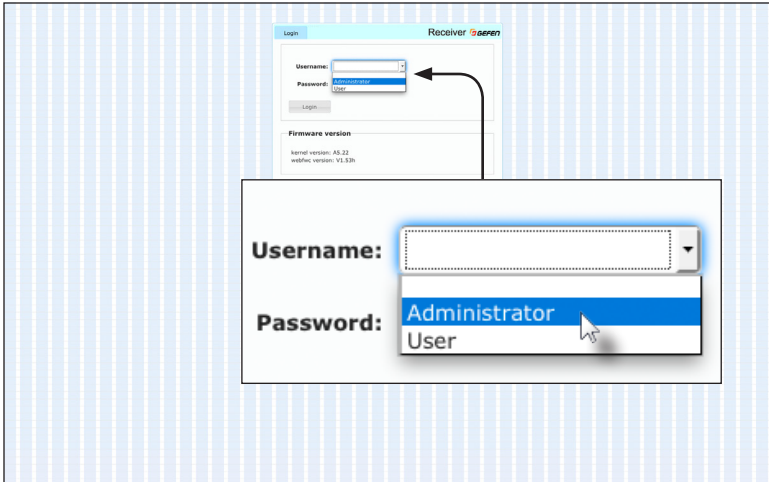 Login
Receiver GEFEN
Username:
Administrator
Password:
User
Login
Firmware version
kernel version: A5.22
webfwc version: V1.53h
Username:
Administrator
Password:
User